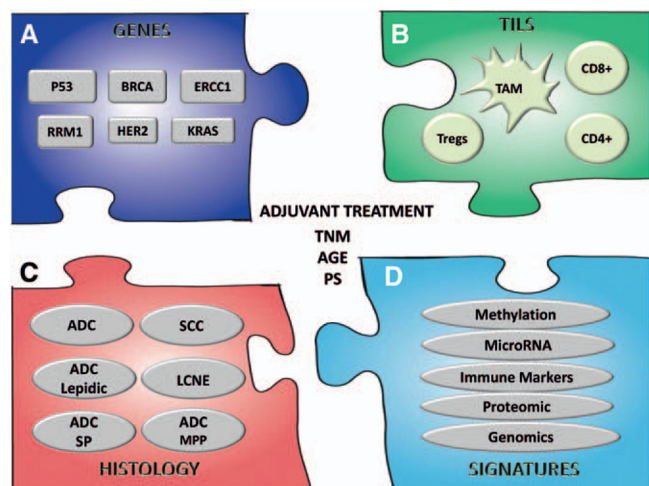 A
GENES
P53
BRCA
ERCC1
RRM1
HER2
KRAS
B
TILS
TAM
CD8+
Tregs
CD4+
ADJUVANT TREATMENT
TNM
AGE
PS
C
ADC
SCC
ADC
Lepidic
LCNE
ADC
SP
ADC
MPP
HISTOLOGY
D
Methylation
MicroRNA
Immune Markers
Proteomic
Genomics
SIGNATURES